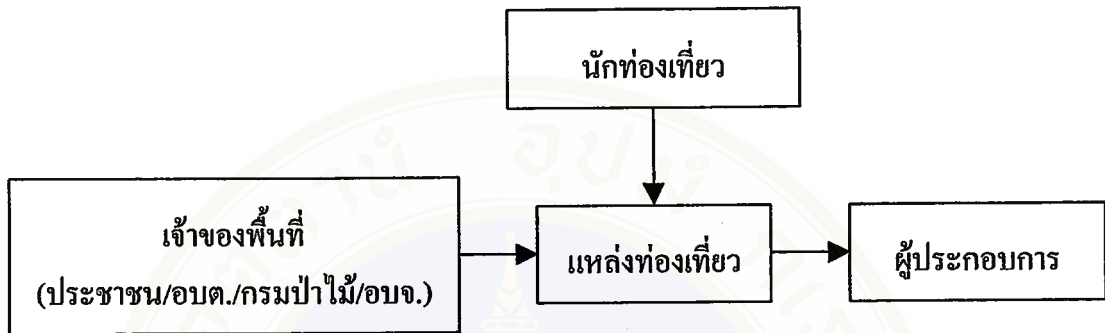 นักท่องเที่ยว
เจ้าของพื้นที่
(ประชาชน/อบต./กรมป่าไม้/อบจ.)
แหล่งท่องเที่ยว
ผู้ประกอบการ